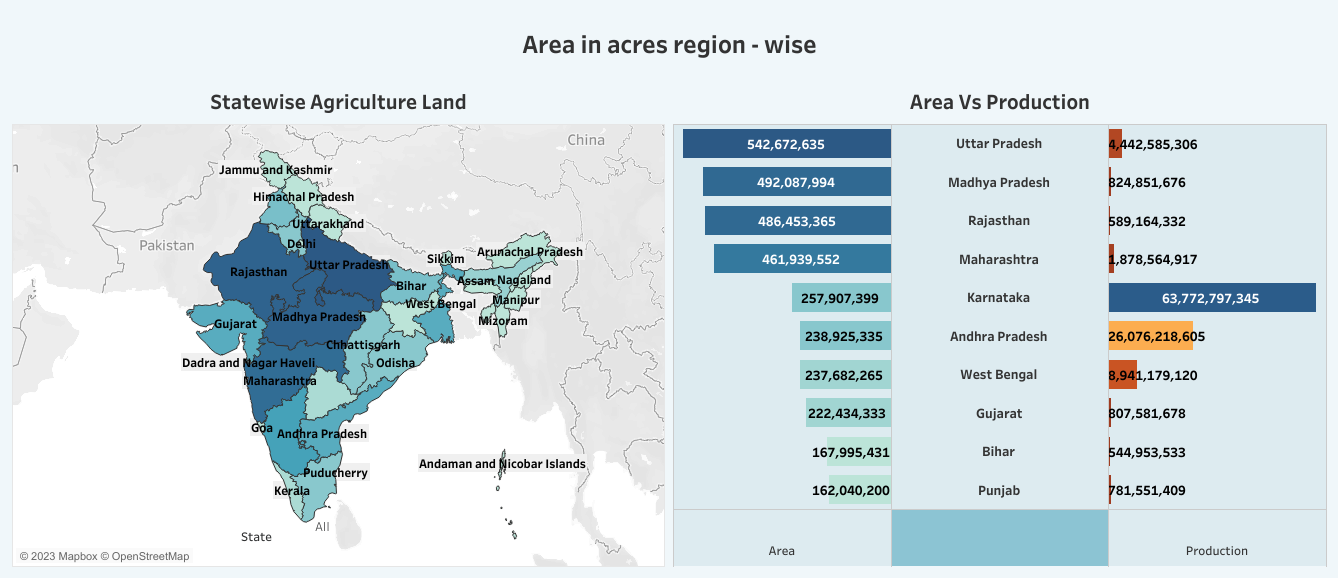 Area in acres region - wise
Statewise Agriculture Land
China
Jammu and Kashmir
Himachal Pradesh
Uttarakhand
Pakistan
Delhi
Arunachal Pradesh
Sikkim
Uttar Pradesh
Rajasthan
Assam Nagaland
Bihar
West Bengal
Manipur
Madhya Pradesh
Mizoram
Gujarat
Chhattisgarh
Dadra and Nagar Haveli
Odisha
Maharashtra
Goa
Andhra Pradesh
Andaman and Nicobar Islands
Puducherry
Kerala
All
State
© 2023 Mapbox © OpenStreetMap
Area Vs Production
542,672,635 Uttar Pradesh 4,442,585,306
492,087,994 Madhya Pradesh 824,851,676
486,453,365 Rajasthan 589,164,332
461,939,552 Maharashtra 1,878,564,917
257,907,399 Karnataka 63,772,797,345
238,925,335 Andhra Pradesh 26,076,218,605
237,682,265 West Bengal 8,941,179,120
222,434,333 Gujarat 807,581,678
167,995,431 Bihar 544,953,533
162,040,200 Punjab 781,551,409
Area Production